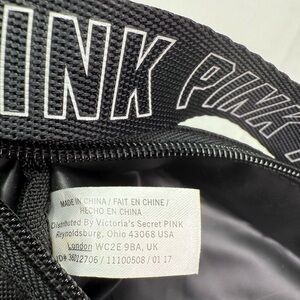 PINK PINK
MADE IN CHINA / FAIT EN CHINE /
HECHO EN CHINA
Distributed By Victoria's Secret PINK
Reynoldsburg, Ohio 43068 USA
London WC2E 9BA, UK
/ 11100508 / 01 17